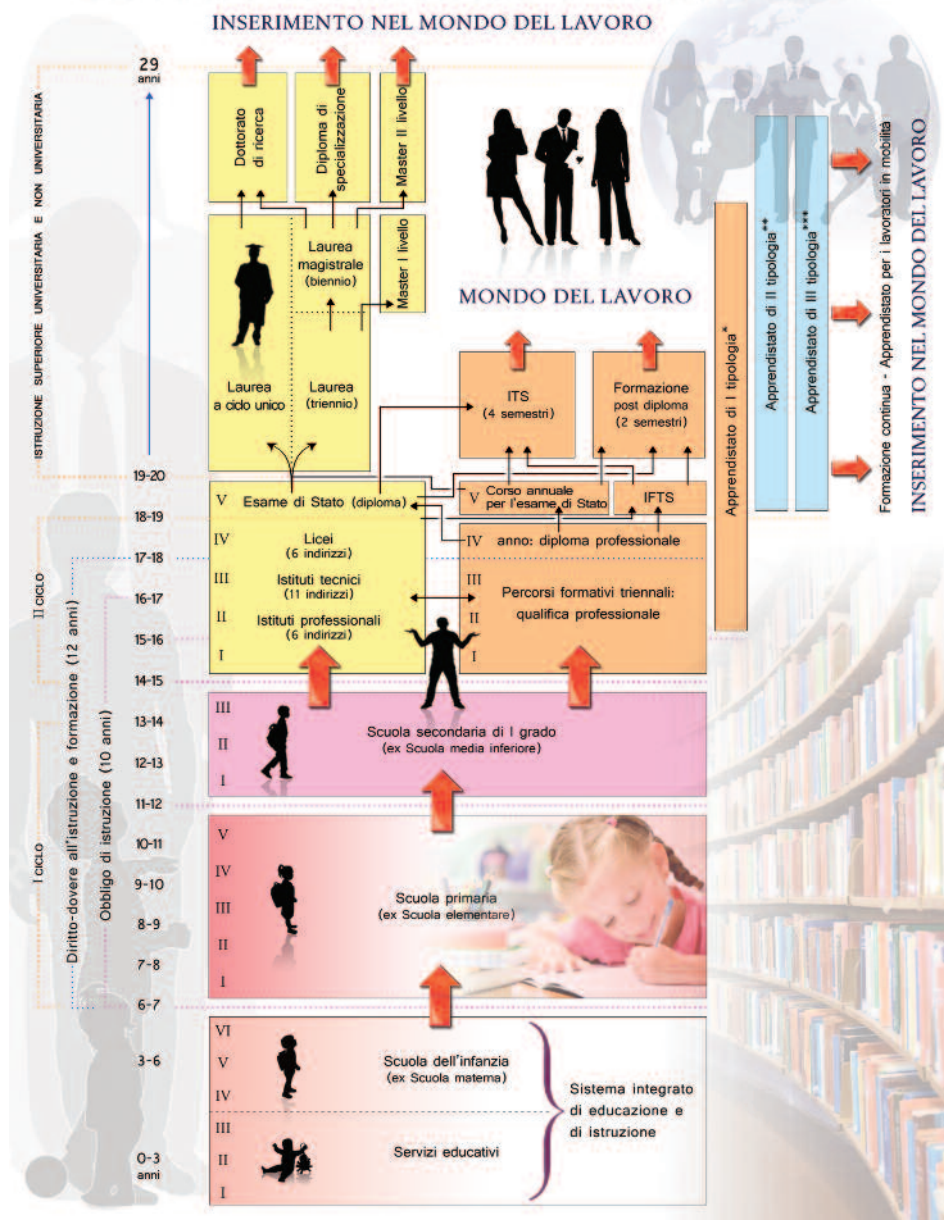 INSERIMENTO NEL MONDO DEL LAVORO
29
anni
ISTRUZIONE SUPERIORE UNIVERSITARIA E NON UNIVERSITARIA
Dottorato
di ricerca
Diploma di
specializzazione
Master II livello
Laurea
magistrale
(biennio)
Master I livello
Laurea
a ciclo unico
Laurea
(triennio)
MONDO DEL LAVORO
ITS
(4 semestri)
Formazione
post diploma
(2 semestri)
Apprendistato di I tipologia*
Apprendistato di II tipologia**
Apprendistato di III tipologia***
Formazione continua - Apprendistato per i lavoratori in mobilità
INSERIMENTO NEL MONDO DEL LAVORO
19-20
V
Esame di Stato (diploma)
V
Corso annuale
per l'esame di Stato
IFTS
18-19
IV
Licei
(6 indirizzi)
IV
anno: diploma professionale
17-18
III
Istituti tecnici
(11 indirizzi)
III
Percorsi formativi triennali:
qualifica professionale
16-17
II
Istituti professionali
(6 indirizzi)
II
15-16
I
I
14-15
II CICLO
Diritto-dovere all'istruzione e formazione (12 anni)
Obbligo di istruzione (10 anni)
I CICLO
III
13-14
Scuola secondaria di I grado
(ex Scuola media inferiore)
II
12-13
I
11-12
V
10-11
IV
9-10
Scuola primaria
(ex Scuola elementare)
III
8-9
II
7-8
I
6-7
VI
3-6
V
Scuola dell'infanzia
(ex Scuola materna)
IV
Sistema integrato
di educazione e
di istruzione
III
0-3
anni
II
Servizi educativi
I